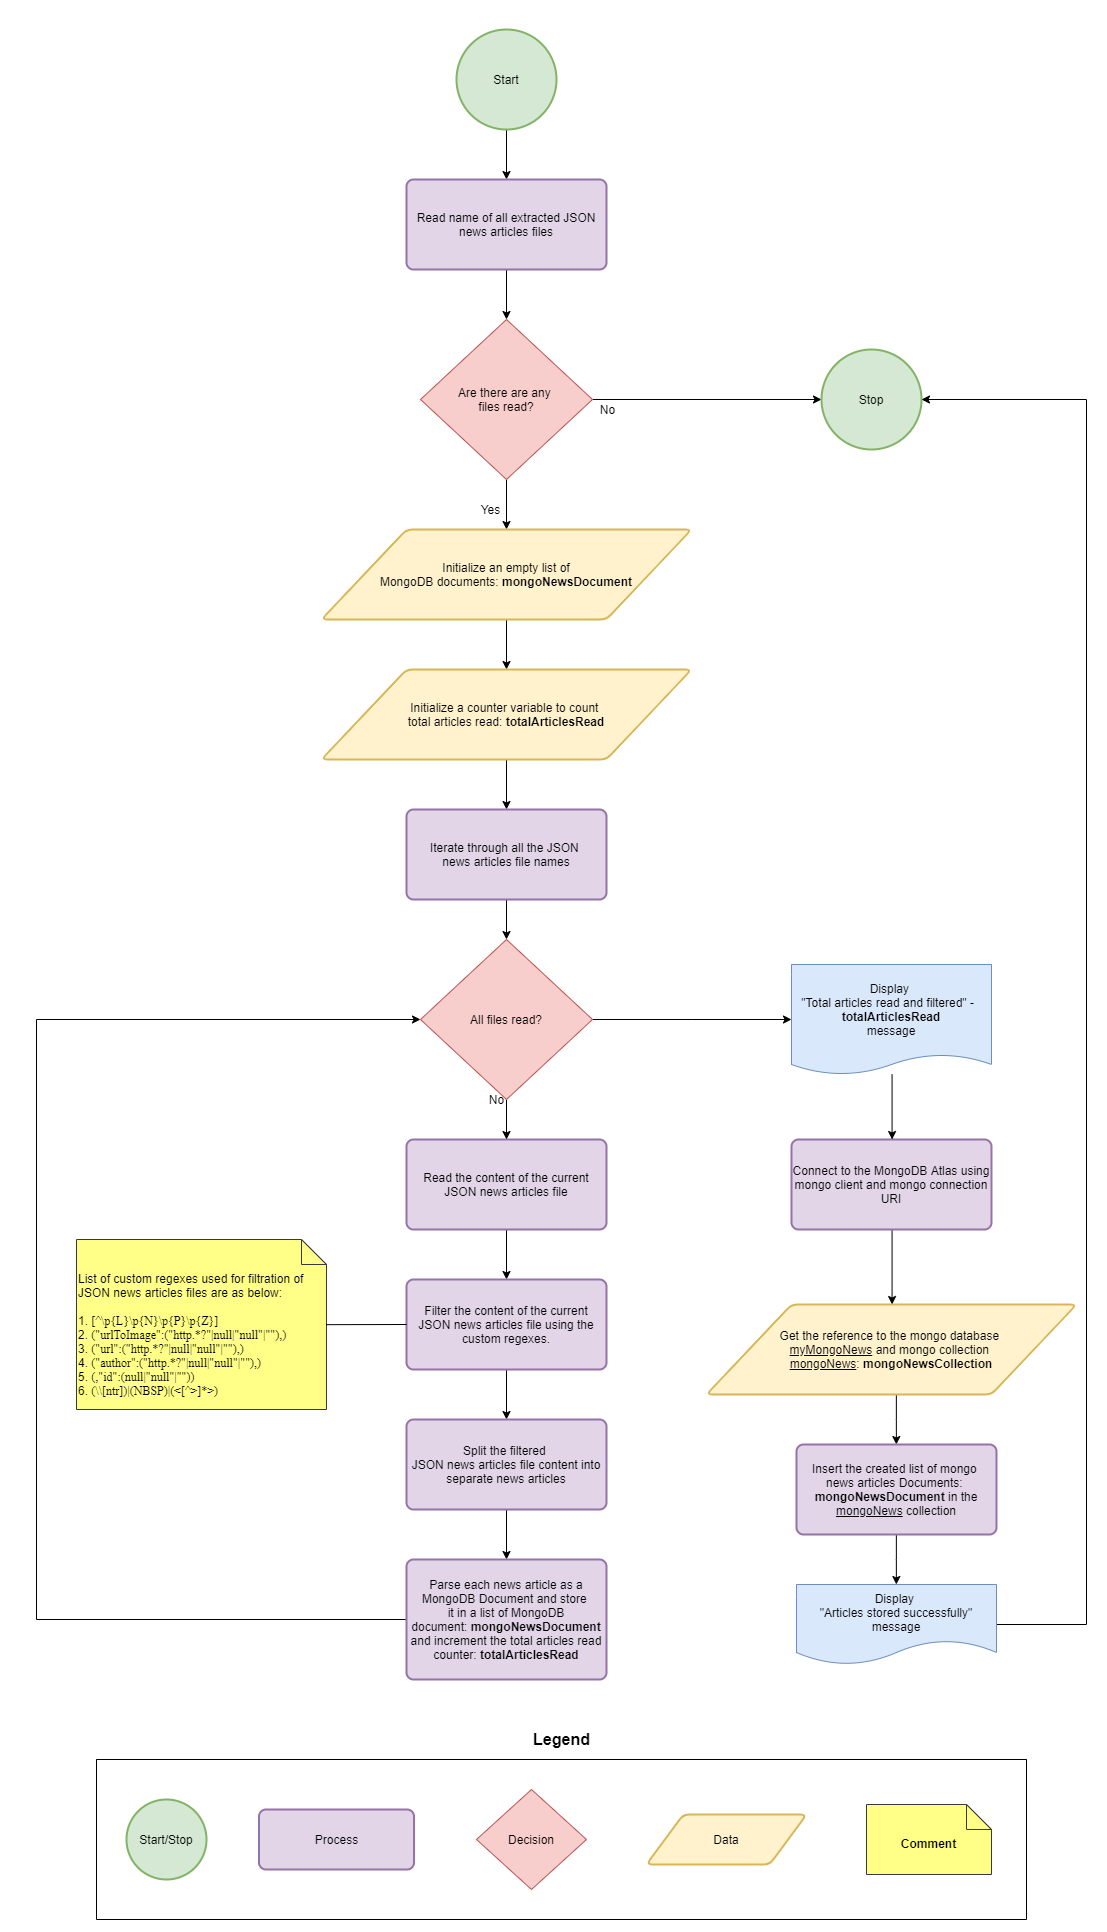 Start
Read name of all extracted JSON
news articles files
Are there are any
files read?
No
Stop
Yes
Initialize an empty list of
MongoDB documents: mongoNewsDocument
Initialize a counter variable to count
total articles read: totalArticlesRead
Iterate through all the JSON
news articles file names
All files read?
Display
"Total articles read and filtered" -
totalArticlesRead
message
No
Read the content of the current
JSON news articles file
Connect to the MongoDB Atlas using
mongo client and mongo connection
URI
List of custom regexes used for filtration of
JSON news articles files are as below:
1. [^\p{L}\p{N}\p{P}\p{Z}]
2. ("urlToImage":("http.*?"|null|"null"|""),)
3. ("url":("http.*?"|null|"null"|""),)
4. ("author":("http.*?"|null|"null"|""),)
5. (,"id":(null|"null"|""))
6. (\\[ntr])|(NBSP)|(<[^>]*>)
Filter the content of the current
JSON news articles file using the
custom regexes.
Get the reference to the mongo database
myMongoNews and mongo collection
mongoNews: mongoNewsCollection
Split the filtered
JSON news articles file content into
separate news articles
Insert the created list of mongo
news articles Documents:
mongoNewsDocument in the
mongoNews collection
Parse each news article as a
MongoDB Document and store
it in a list of MongoDB
document: mongoNewsDocument
and increment the total articles read
counter: totalArticlesRead
Display
"Articles stored successfully"
message
Legend
Start/Stop
Process
Decision
Data
Comment